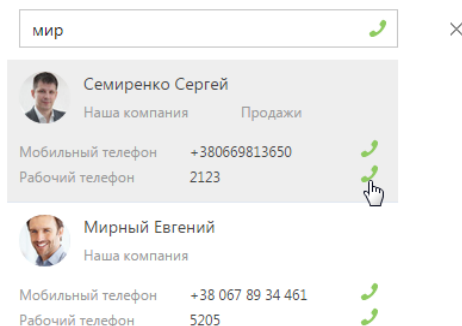 мир
Семиренко Сергей
Наша компания Продажи
Мобильный телефон +380669813650
Рабочий телефон 2123
Мирный Евгений
Наша компания
Мобильный телефон +38 067 89 34 461
Рабочий телефон 5205